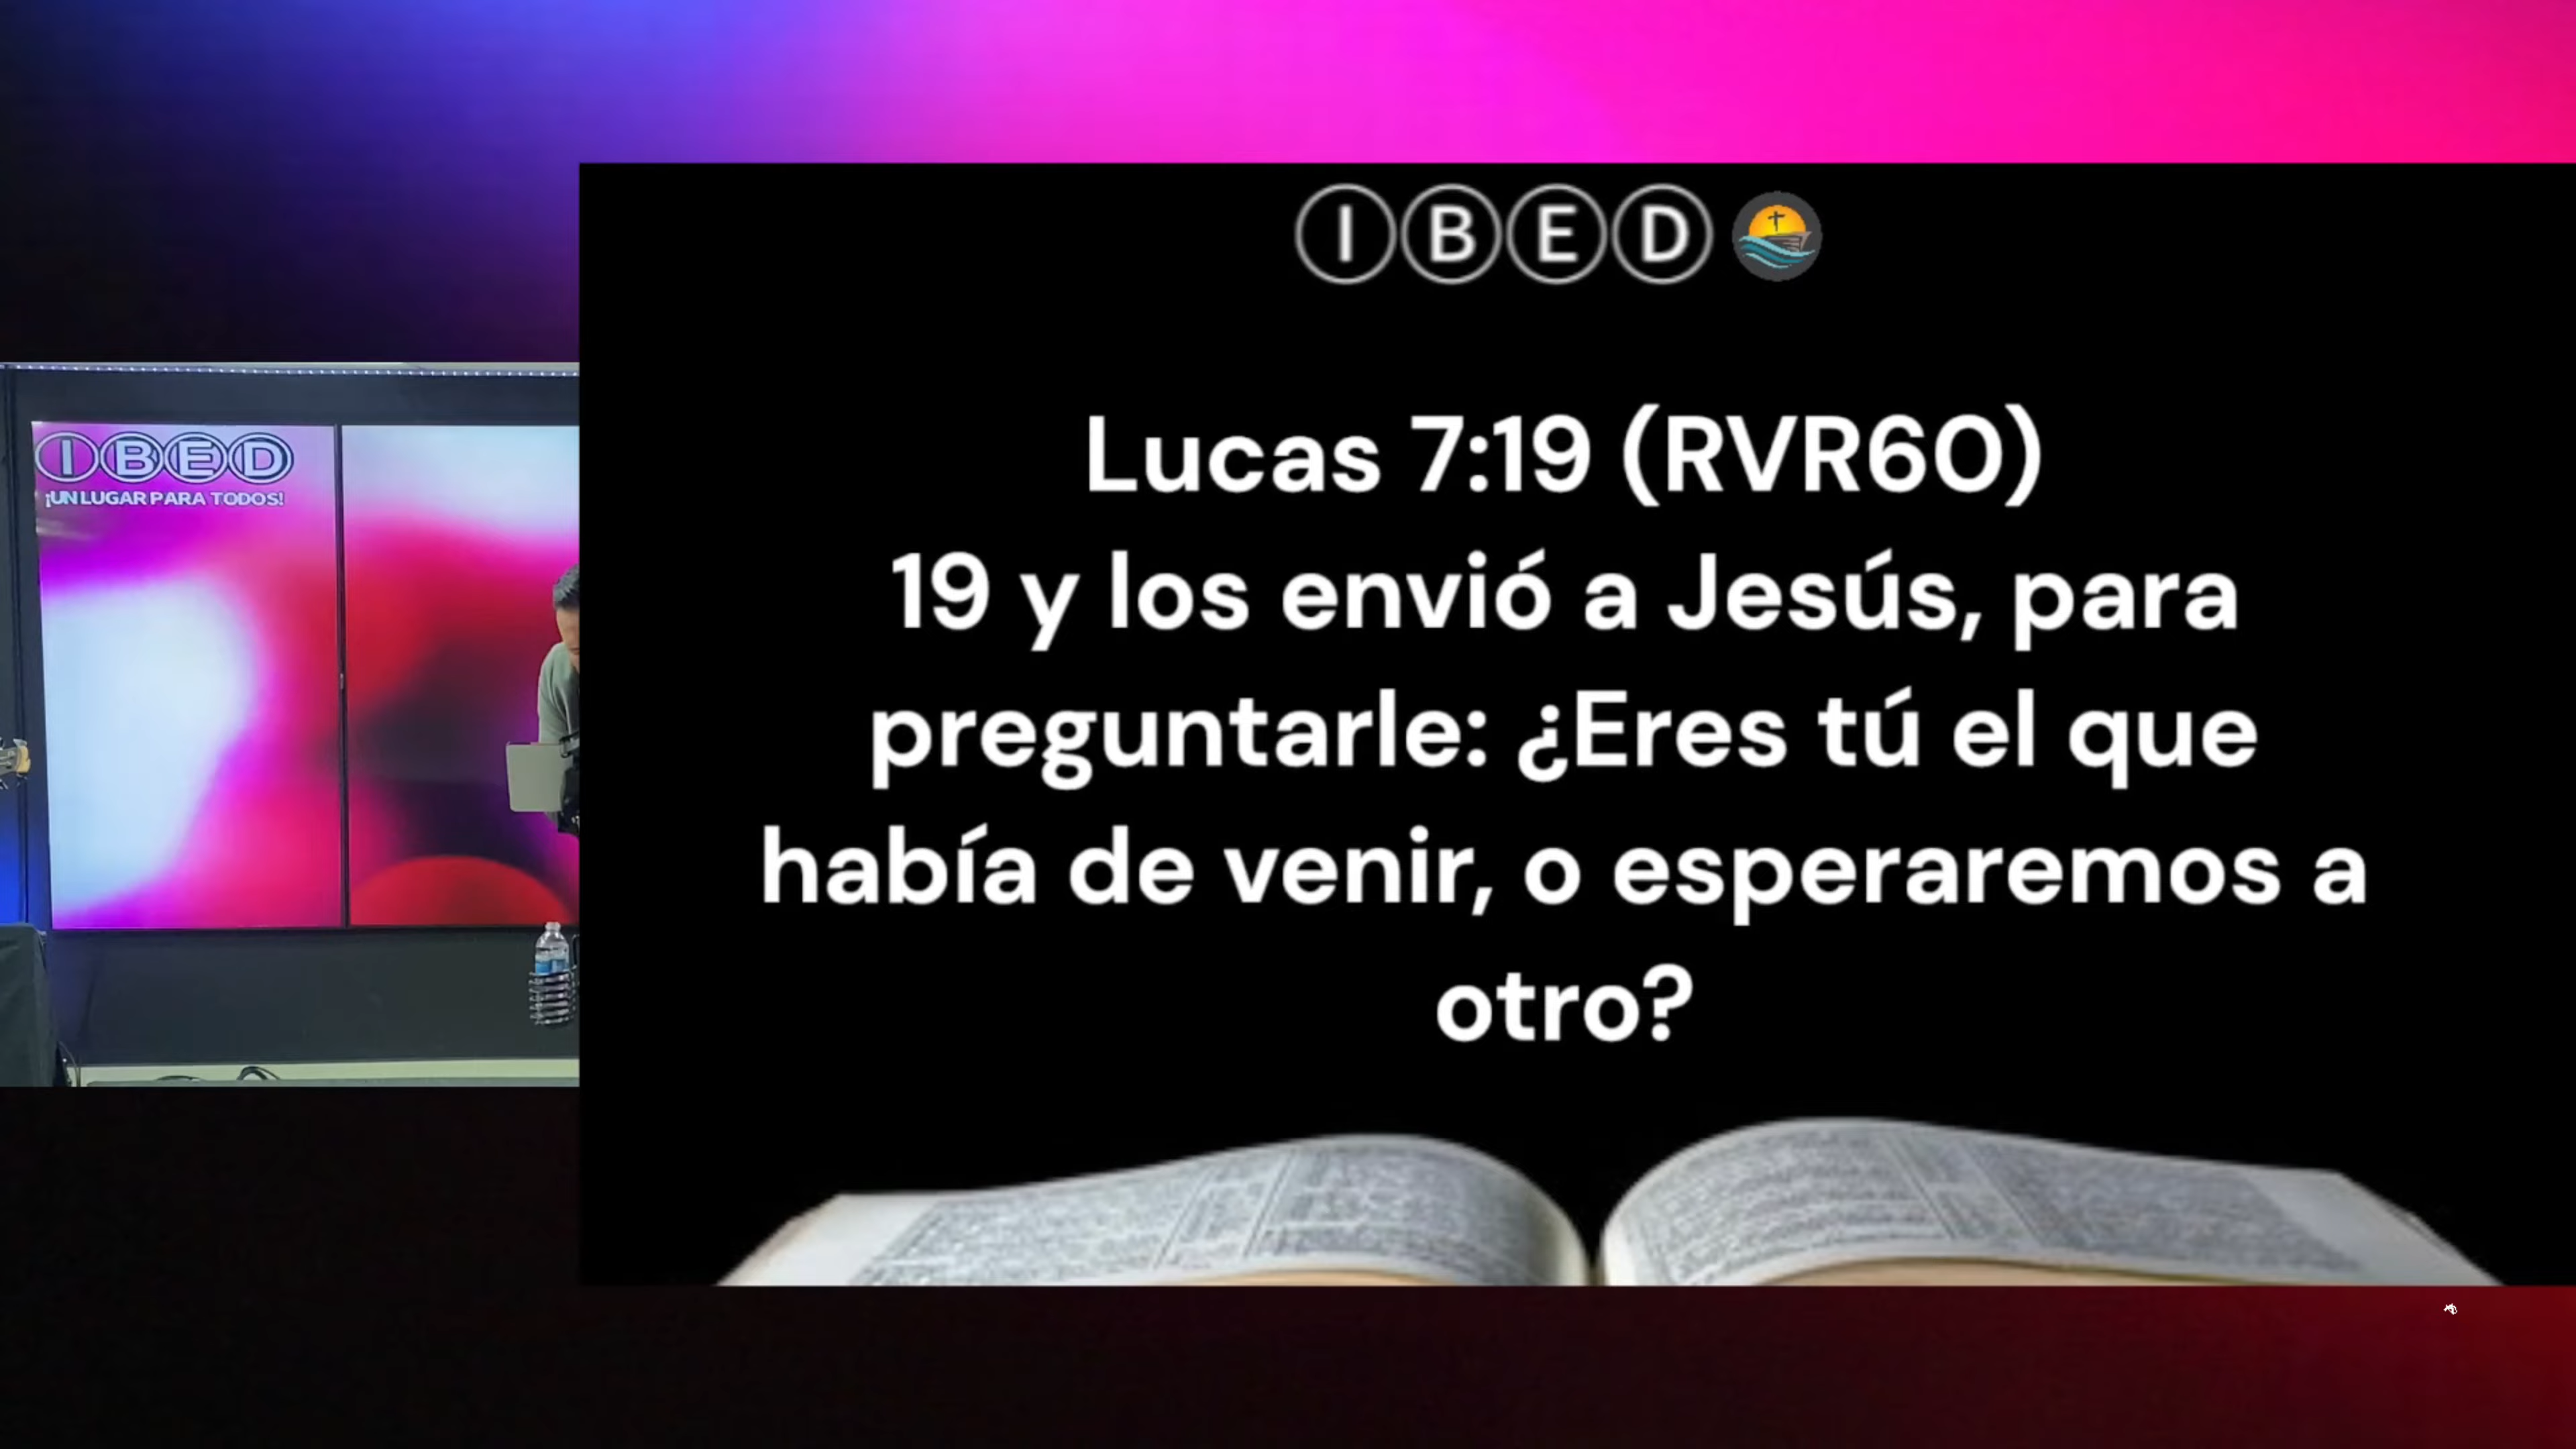 IBED
Lucas 7:19 (RVR60)
19 y los envió a Jesús, para
preguntarle: ¿Eres tú el que
había de venir, o esperaremos a
otro?
IBED
¡UN LUGAR PARA TODOS!